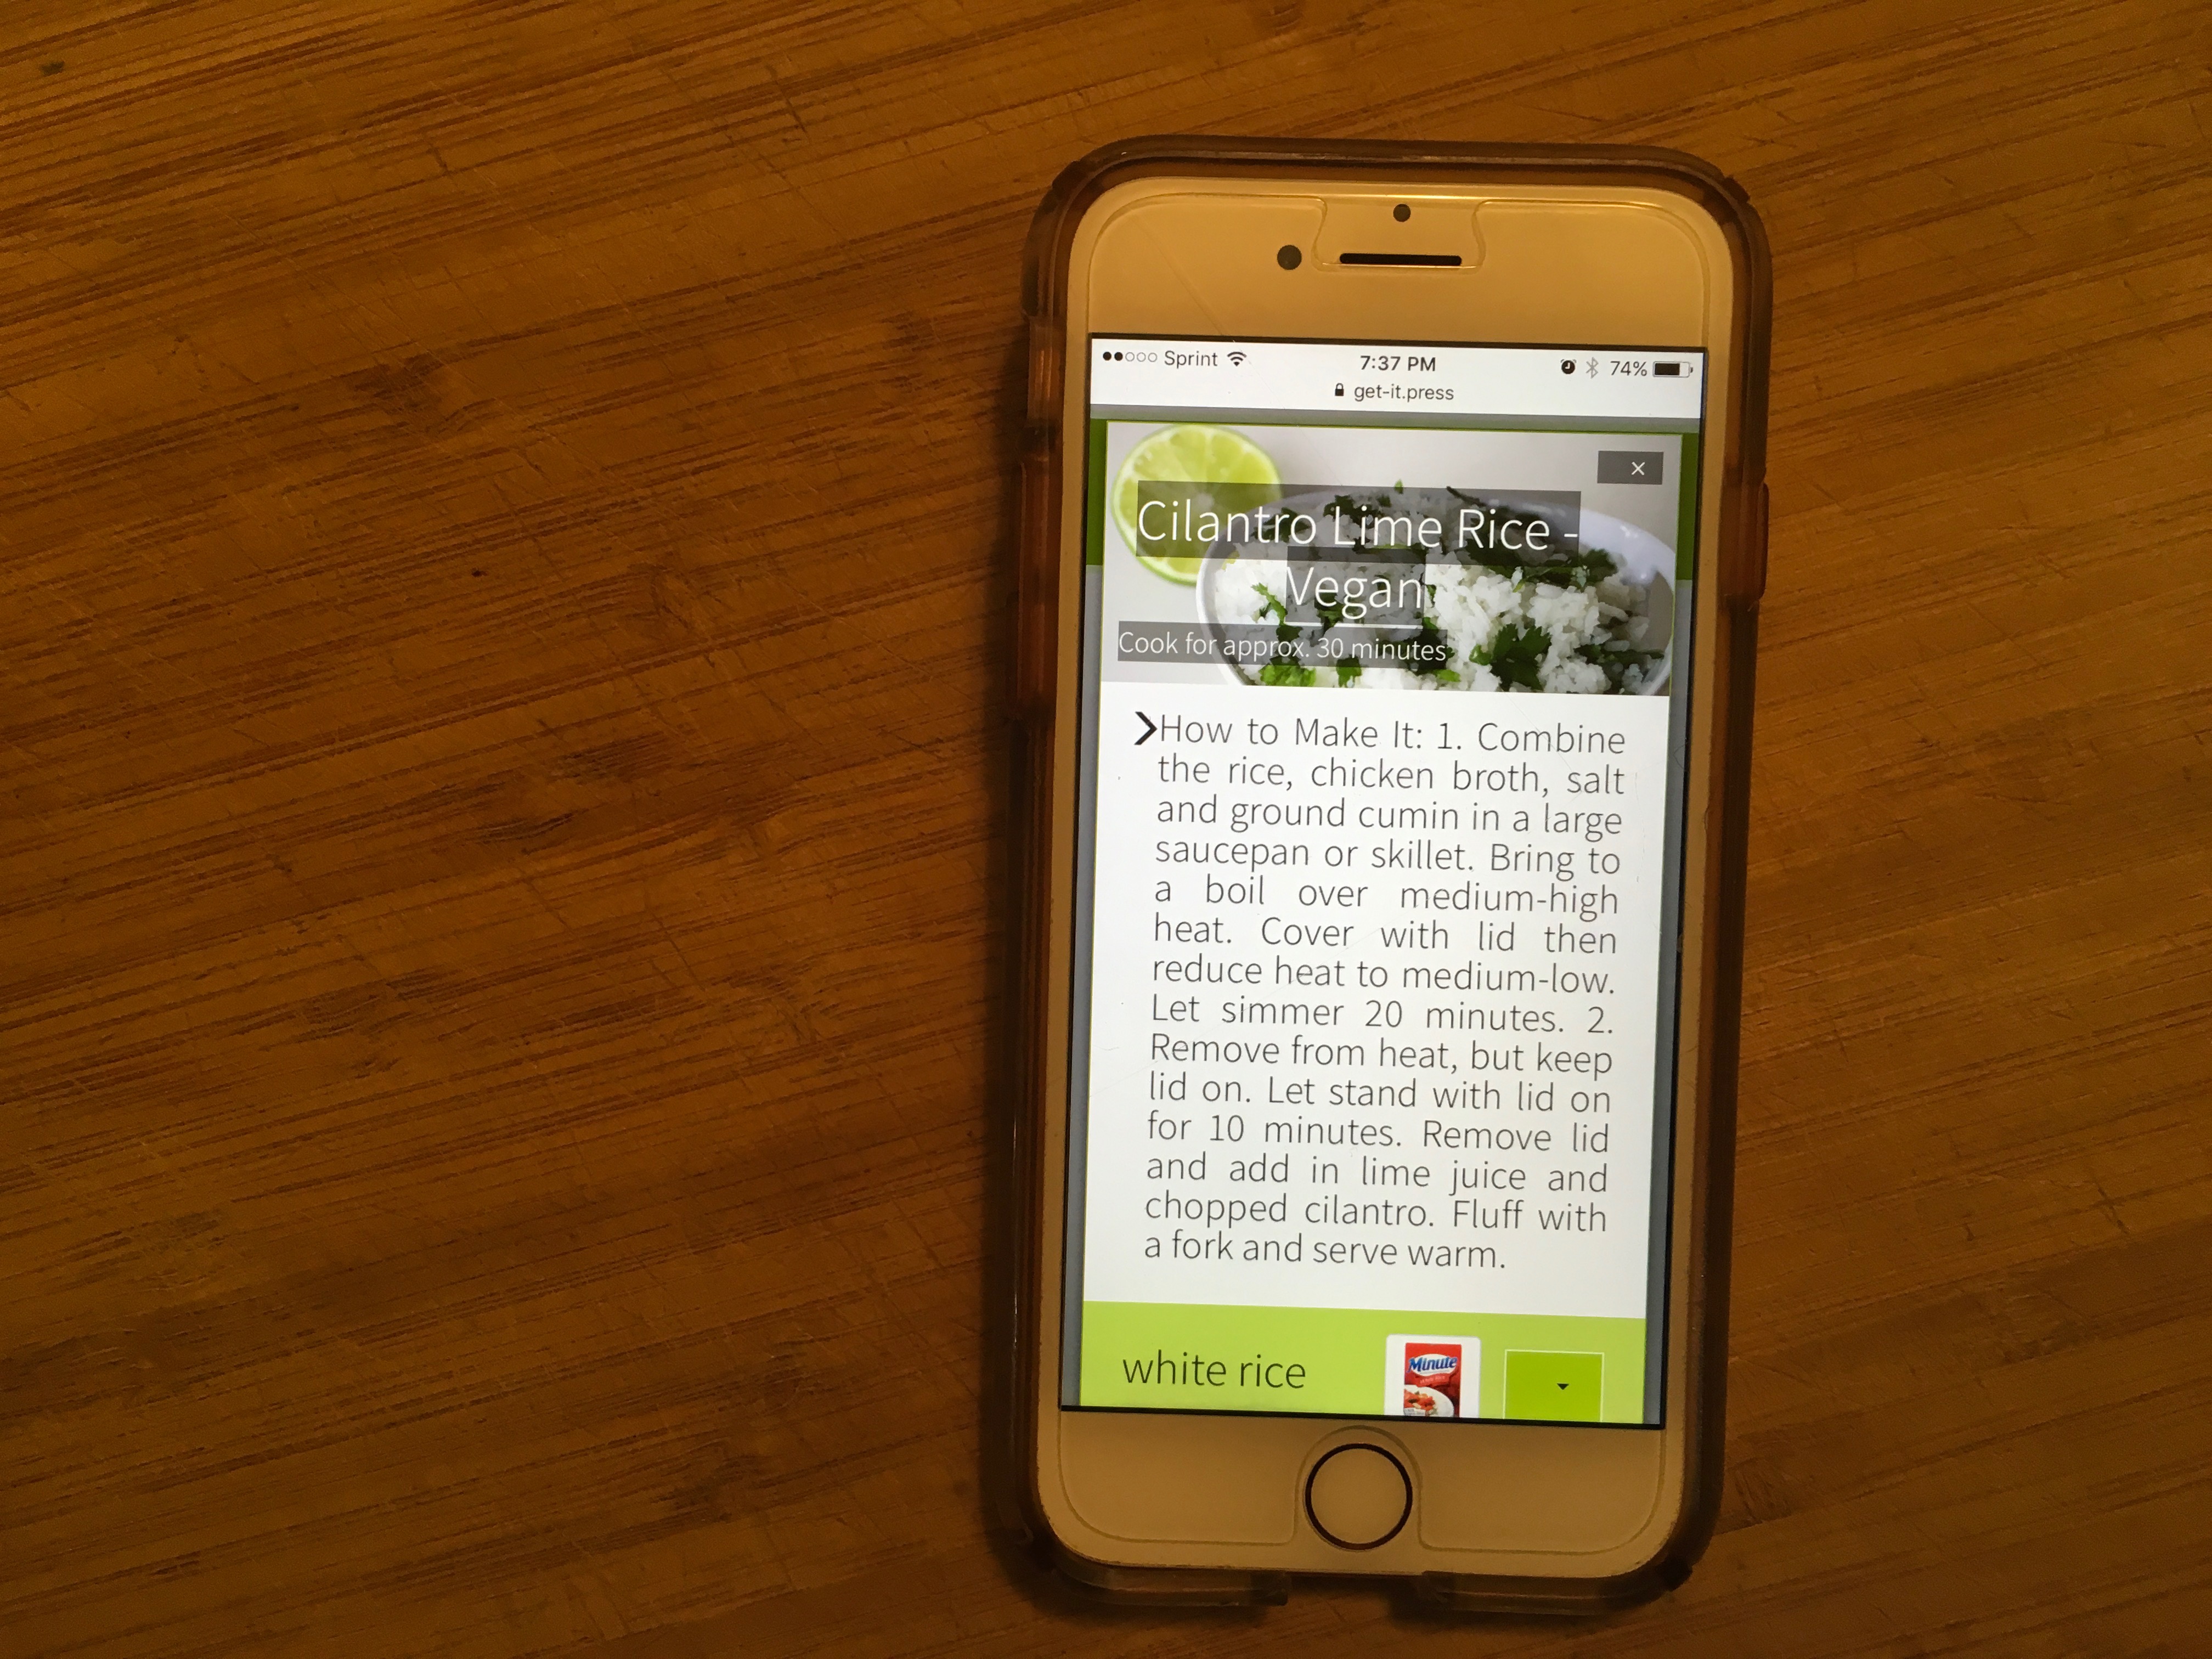 Sprint 7:37 PM 74%
get-it.press
×
Cilantro Lime Rice -
Vegan
Cook for approx. 30 minutes
How to Make It: 1. Combine
the rice, chicken broth, salt
and ground cumin in a large
saucepan or skillet. Bring to
a boil over medium-high
heat. Cover with lid then
reduce heat to medium-low.
Let simmer 20 minutes. 2.
Remove from heat, but keep
lid on. Let stand with lid on
for 10 minutes. Remove lid
and add in lime juice and
chopped cilantro. Fluff with
a fork and serve warm.
white rice
Minute